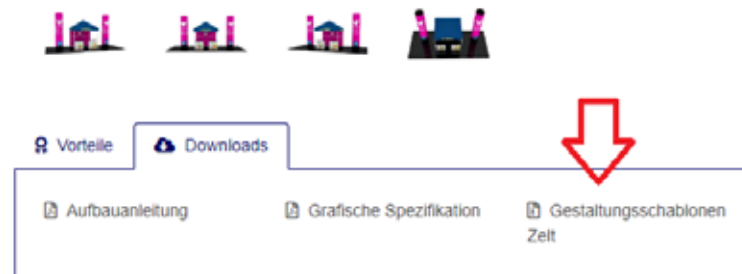 Vorteile Downloads
Aufbauanleitung Grafische Spezifikation Gestaltungsschablonen
Zelt